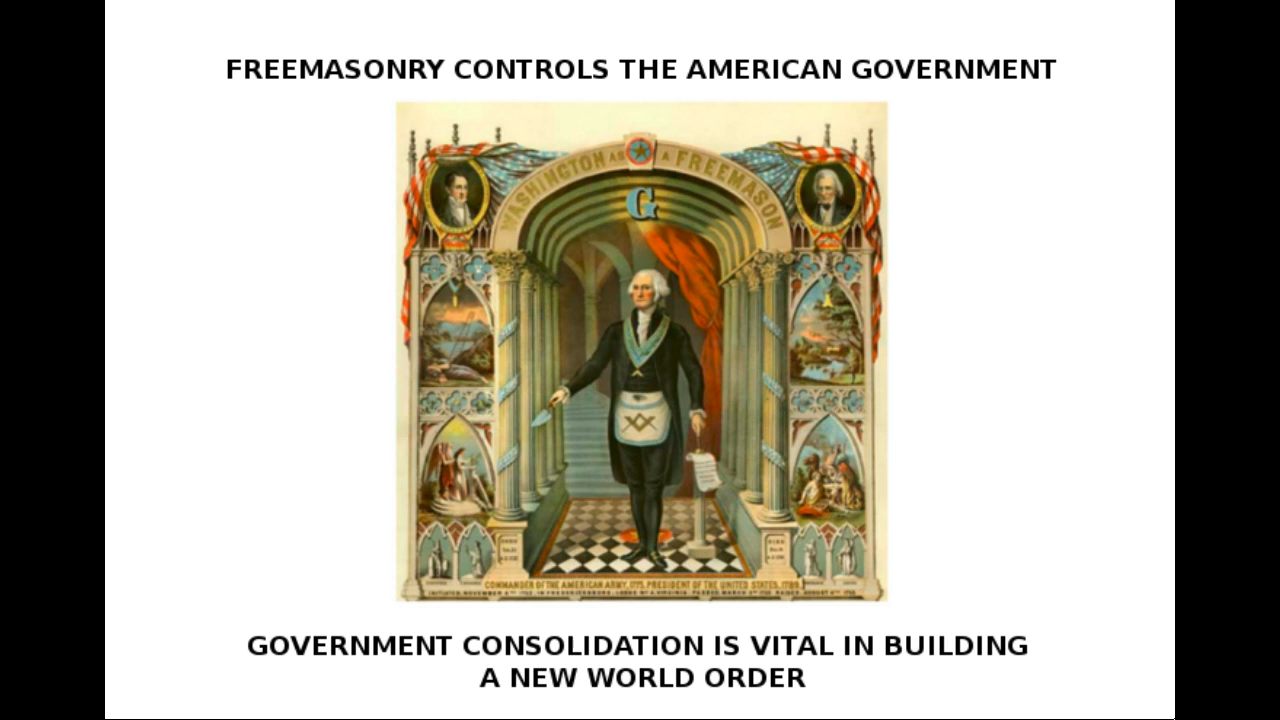 FREEMASONRY CONTROLS THE AMERICAN GOVERNMENT
WASHINGTON AS A FREEMASON
G
COMMANDER OF THE AMERICAN ARMY, 1775. PRESIDENT OF THE UNITED STATES, 1789.
GOVERNMENT CONSOLIDATION IS VITAL IN BUILDING
A NEW WORLD ORDER